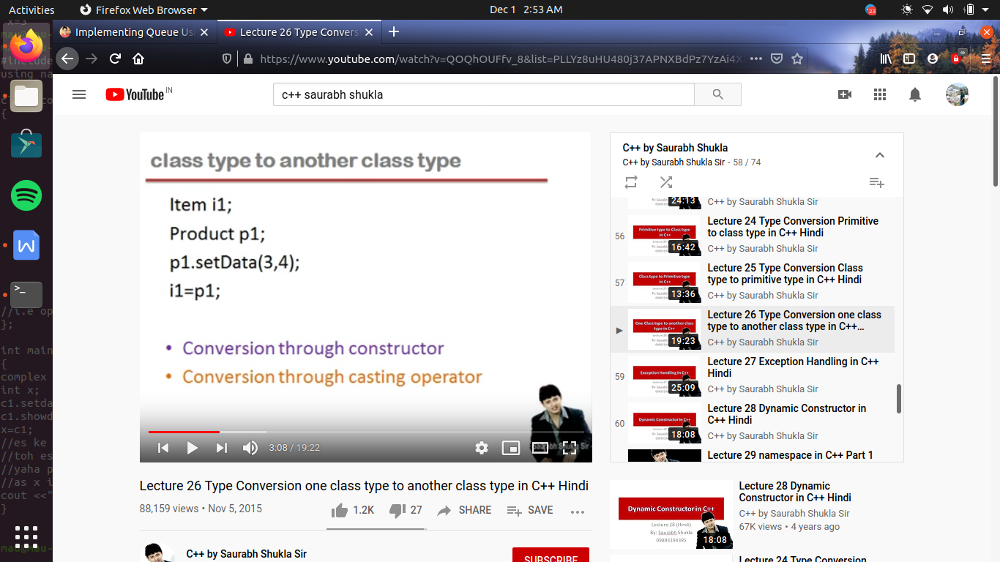 Activities
Firefox Web Browser
Dec 1 2:53 AM
23
Implementing Queue Us
Lecture 26 Type Convers
https://www.youtube.com/watch?v=QOQhOUFfv_8&list=PLLYz8uHU480j37APNXBdPz7YzAi4X
YouTube IN
c++ saurabh shukla
class type to another class type
Item i1;
Product p1;
p1.setData(3,4);
i1=p1;
• Conversion through constructor
• Conversion through casting operator
3:08 / 19:22
Lecture 26 Type Conversion one class type to another class type in C++ Hindi
88,159 views • Nov 5, 2015
1.2K
27
SHARE
SAVE
C++ by Saurabh Shukla Sir
SUBSCRIBE
C++ by Saurabh Shukla
C++ by Saurabh Shukla Sir - 58 / 74
24:13
C++ by Saurabh Shukla Sir
56
Primitive type to Class type
in C++
16:42
Lecture 24 Type Conversion Primitive
to class type in C++ Hindi
C++ by Saurabh Shukla Sir
57
Class type to Primitive type
in C++
13:36
Lecture 25 Type Conversion Class
type to primitive type in C++ Hindi
C++ by Saurabh Shukla Sir
One Class type to another class
type in C++
19:23
Lecture 26 Type Conversion one class
type to another class type in C++...
C++ by Saurabh Shukla Sir
59
Exception Handling in C++
25:09
Lecture 27 Exception Handling in C++
Hindi
C++ by Saurabh Shukla Sir
60
Dynamic Constructor in C++
18:08
Lecture 28 Dynamic Constructor in
C++ Hindi
C++ by Saurabh Shukla Sir
Lecture 29 namespace in C++ Part 1
Dynamic Constructor in C++
Lecture 28 (Hindi)
By: Saurabh Shukla
09893194395
18:08
Lecture 28 Dynamic
Constructor in C++ Hindi
C++ by Saurabh Shukla Sir
67K views • 4 years ago
Lecture 24 Type Conversion
//i.e op
};
int main
{
complex
int x;
c1.setda
c1.showd
x=c1;
//es ke
//toh es
//yaha p
//as x i
cout <<"
}